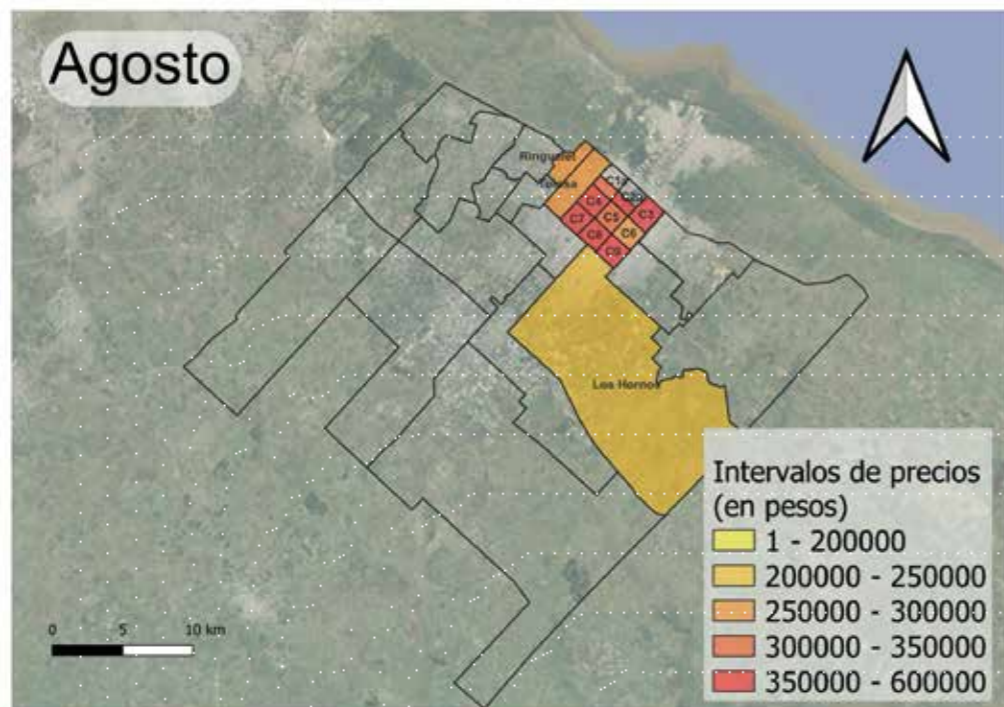 Agosto
Ringuelet
Tolosa
C1
C2
C4
C3
C7
C5
C8
C6
C9
Los Hornos
Intervalos de precios
(en pesos)
1 - 200000
200000 - 250000
250000 - 300000
300000 - 350000
350000 - 600000
0 5 10 km